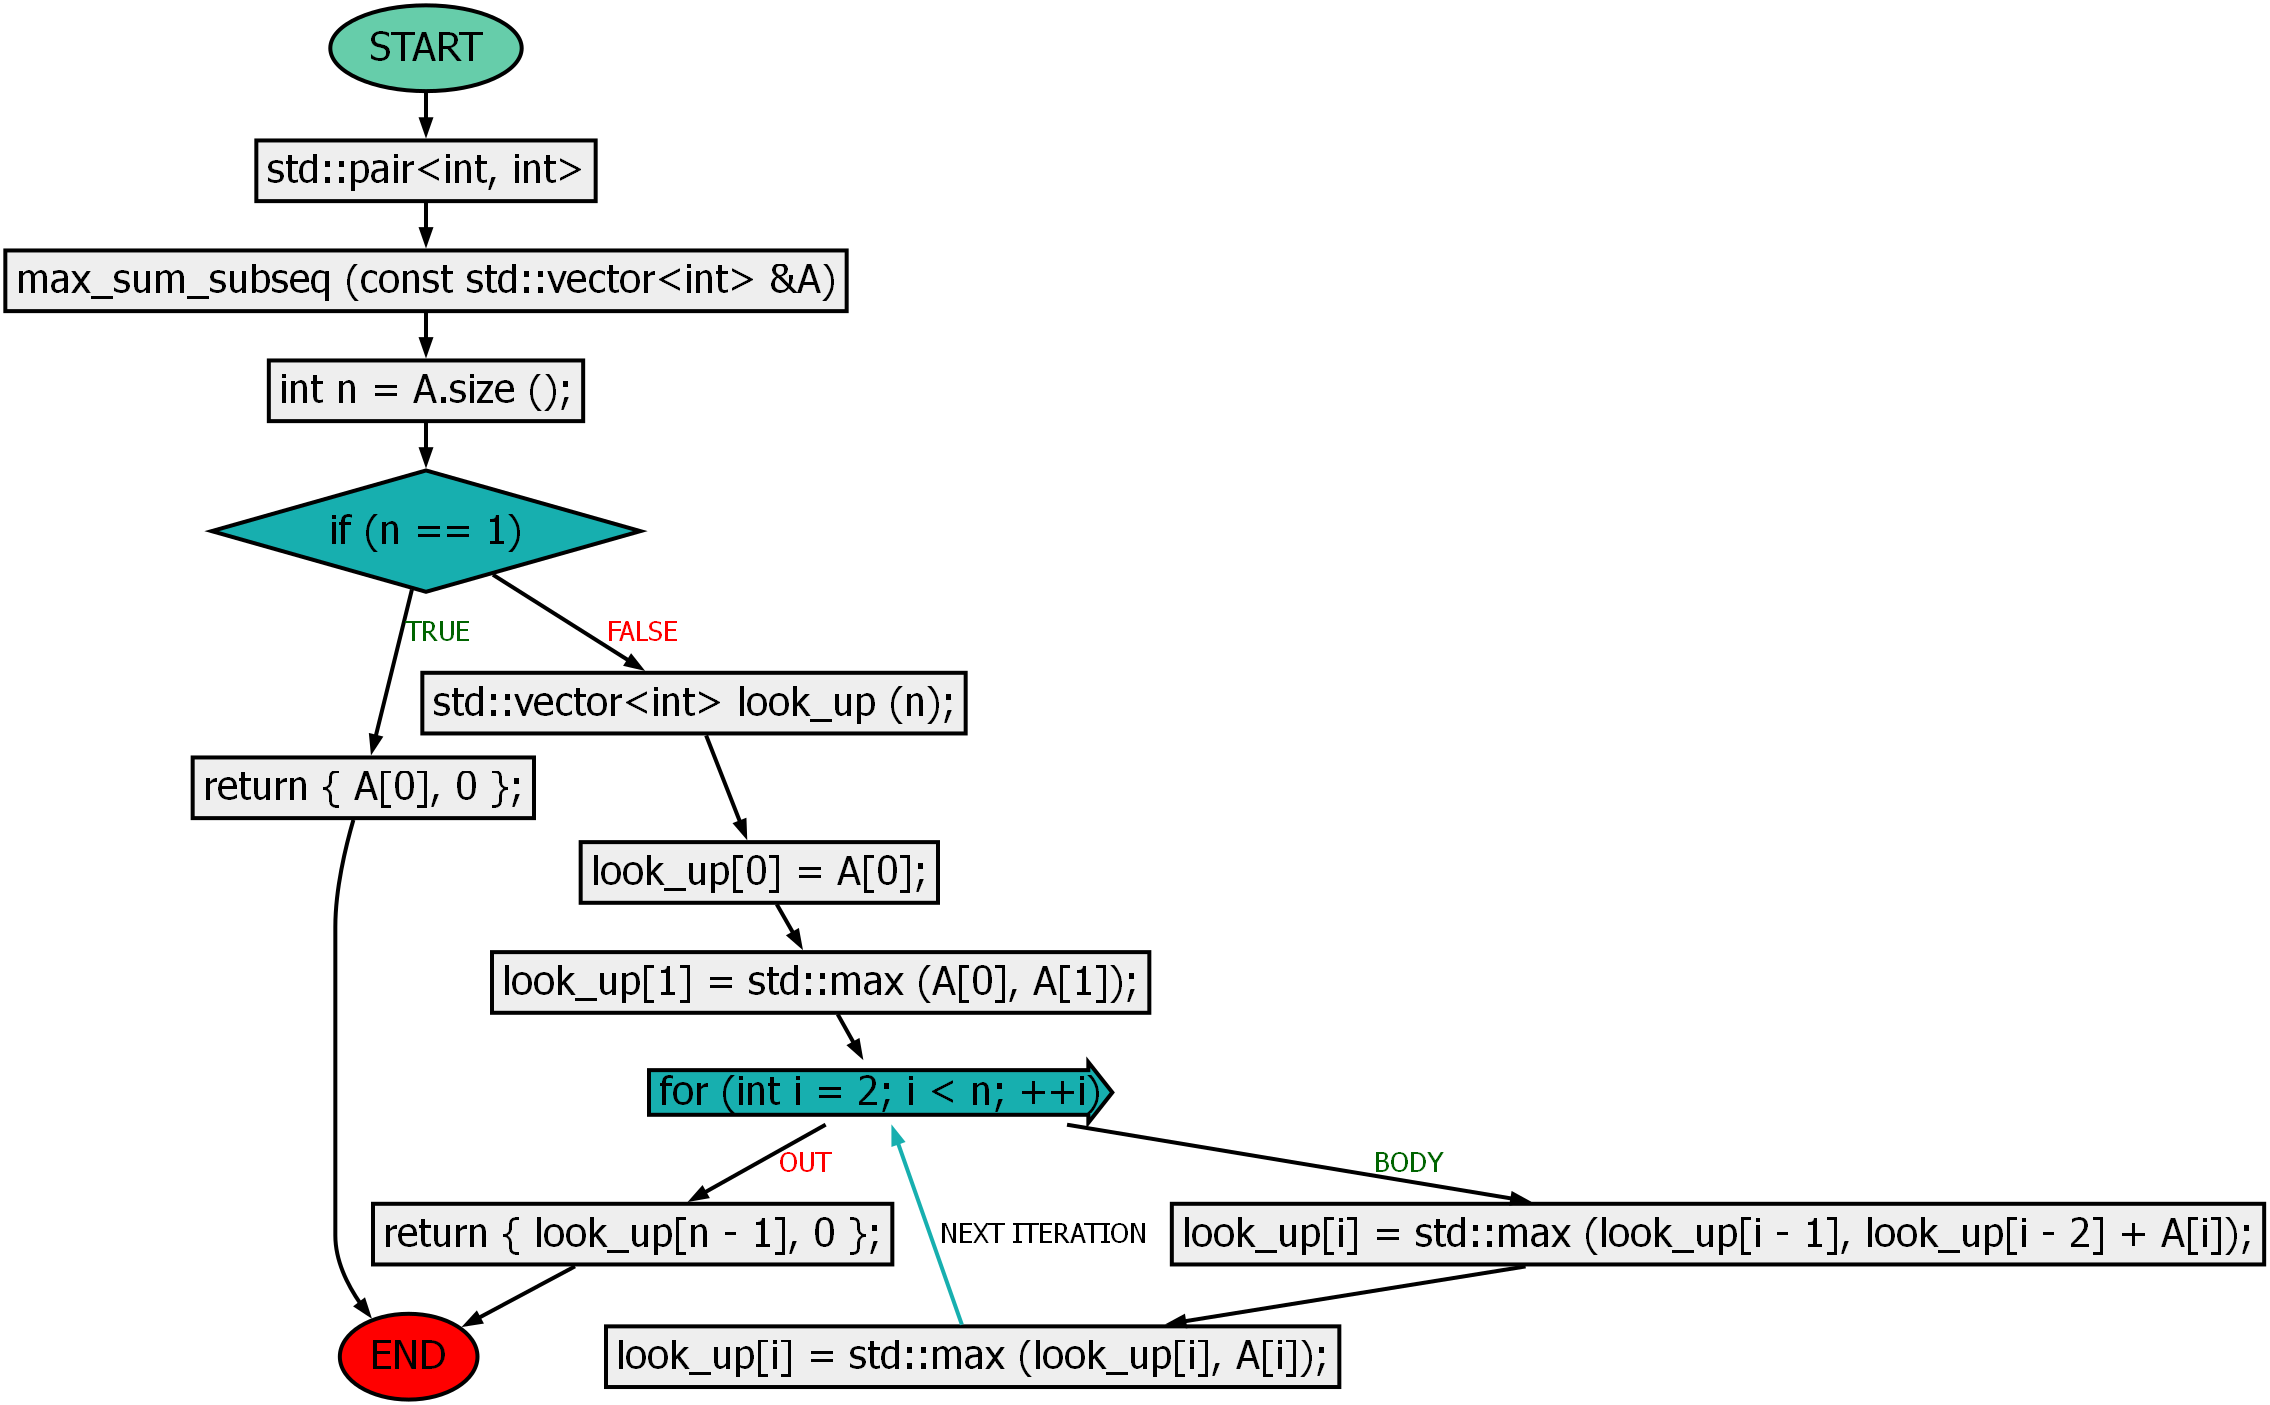 START
std::pair<int, int>
max_sum_subseq (const std::vector<int> &A)
int n = A.size ();
if (n == 1)
TRUE
FALSE
std::vector<int> look_up (n);
return { A[0], 0 };
look_up[0] = A[0];
look_up[1] = std::max (A[0], A[1]);
for (int i = 2; i < n; ++i)
OUT
BODY
return { look_up[n - 1], 0 };
NEXT ITERATION
look_up[i] = std::max (look_up[i - 1], look_up[i - 2] + A[i]);
END
look_up[i] = std::max (look_up[i], A[i]);